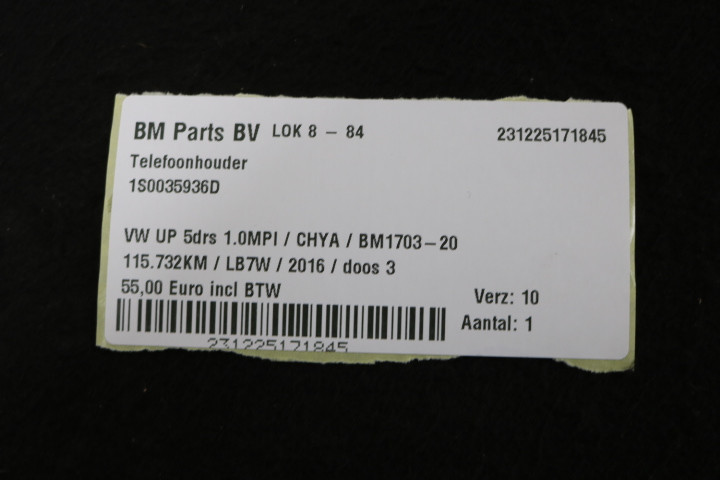 BM Parts BV LOK 8 – 84 231225171845
Telefoonhouder
1S0035936D
VW UP 5drs 1.0MPI / CHYA / BM1703–20
115.732KM / LB7W / 2016 / doos 3
55,00 Euro incl BTW
Verz: 10
Aantal: 1
231225171845